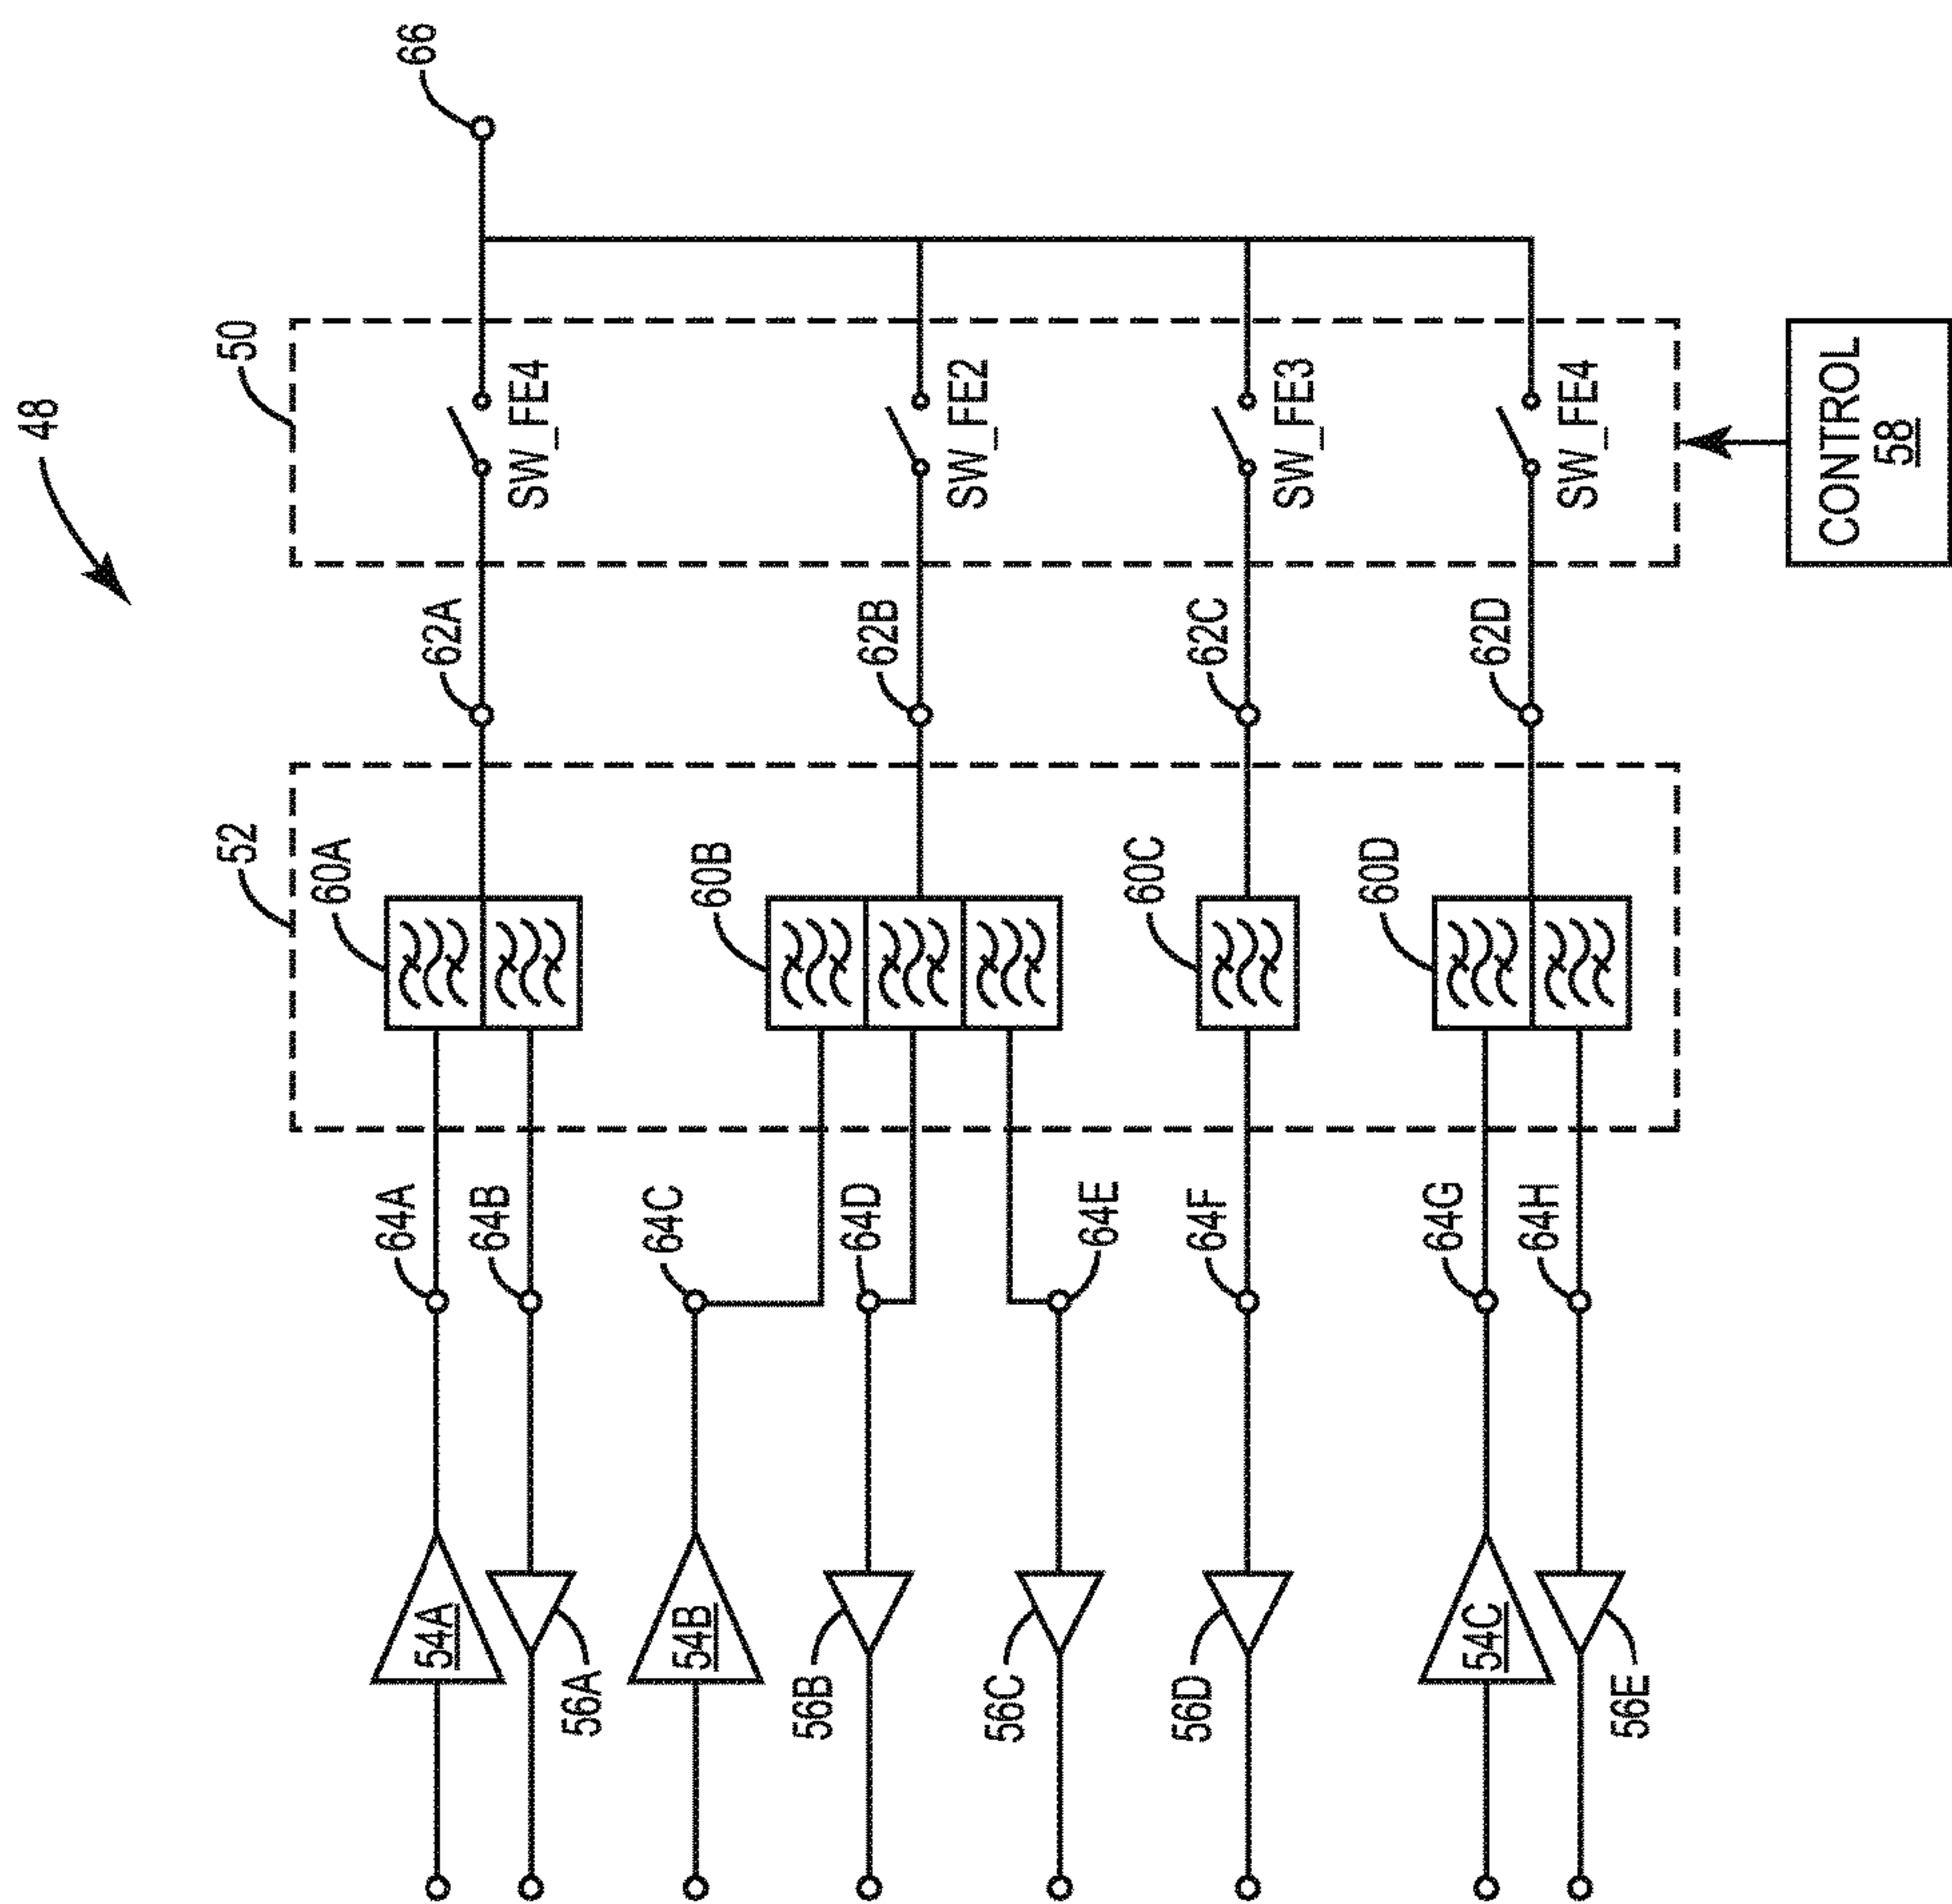 48
66
50
SW_FE4
SW_FE2
SW_FE3
SW_FE4
CONTROL
58
62A
62B
62C
62D
52
60A
60B
60C
60D
64A
64B
64C
64D
64E
64F
64G
64H
54A
56A
54B
56B
56C
56D
54C
56E